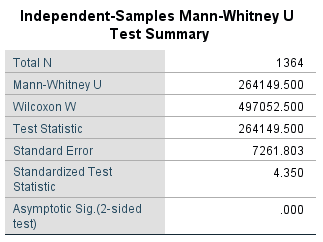 Independent-Samples Mann-Whitney U
Test Summary
Total N 1364
Mann-Whitney U 264149.500
Wilcoxon W 497052.500
Test Statistic 264149.500
Standard Error 7261.803
Standardized Test
Statistic 4.350
Asymptotic Sig.(2-sided
test) .000